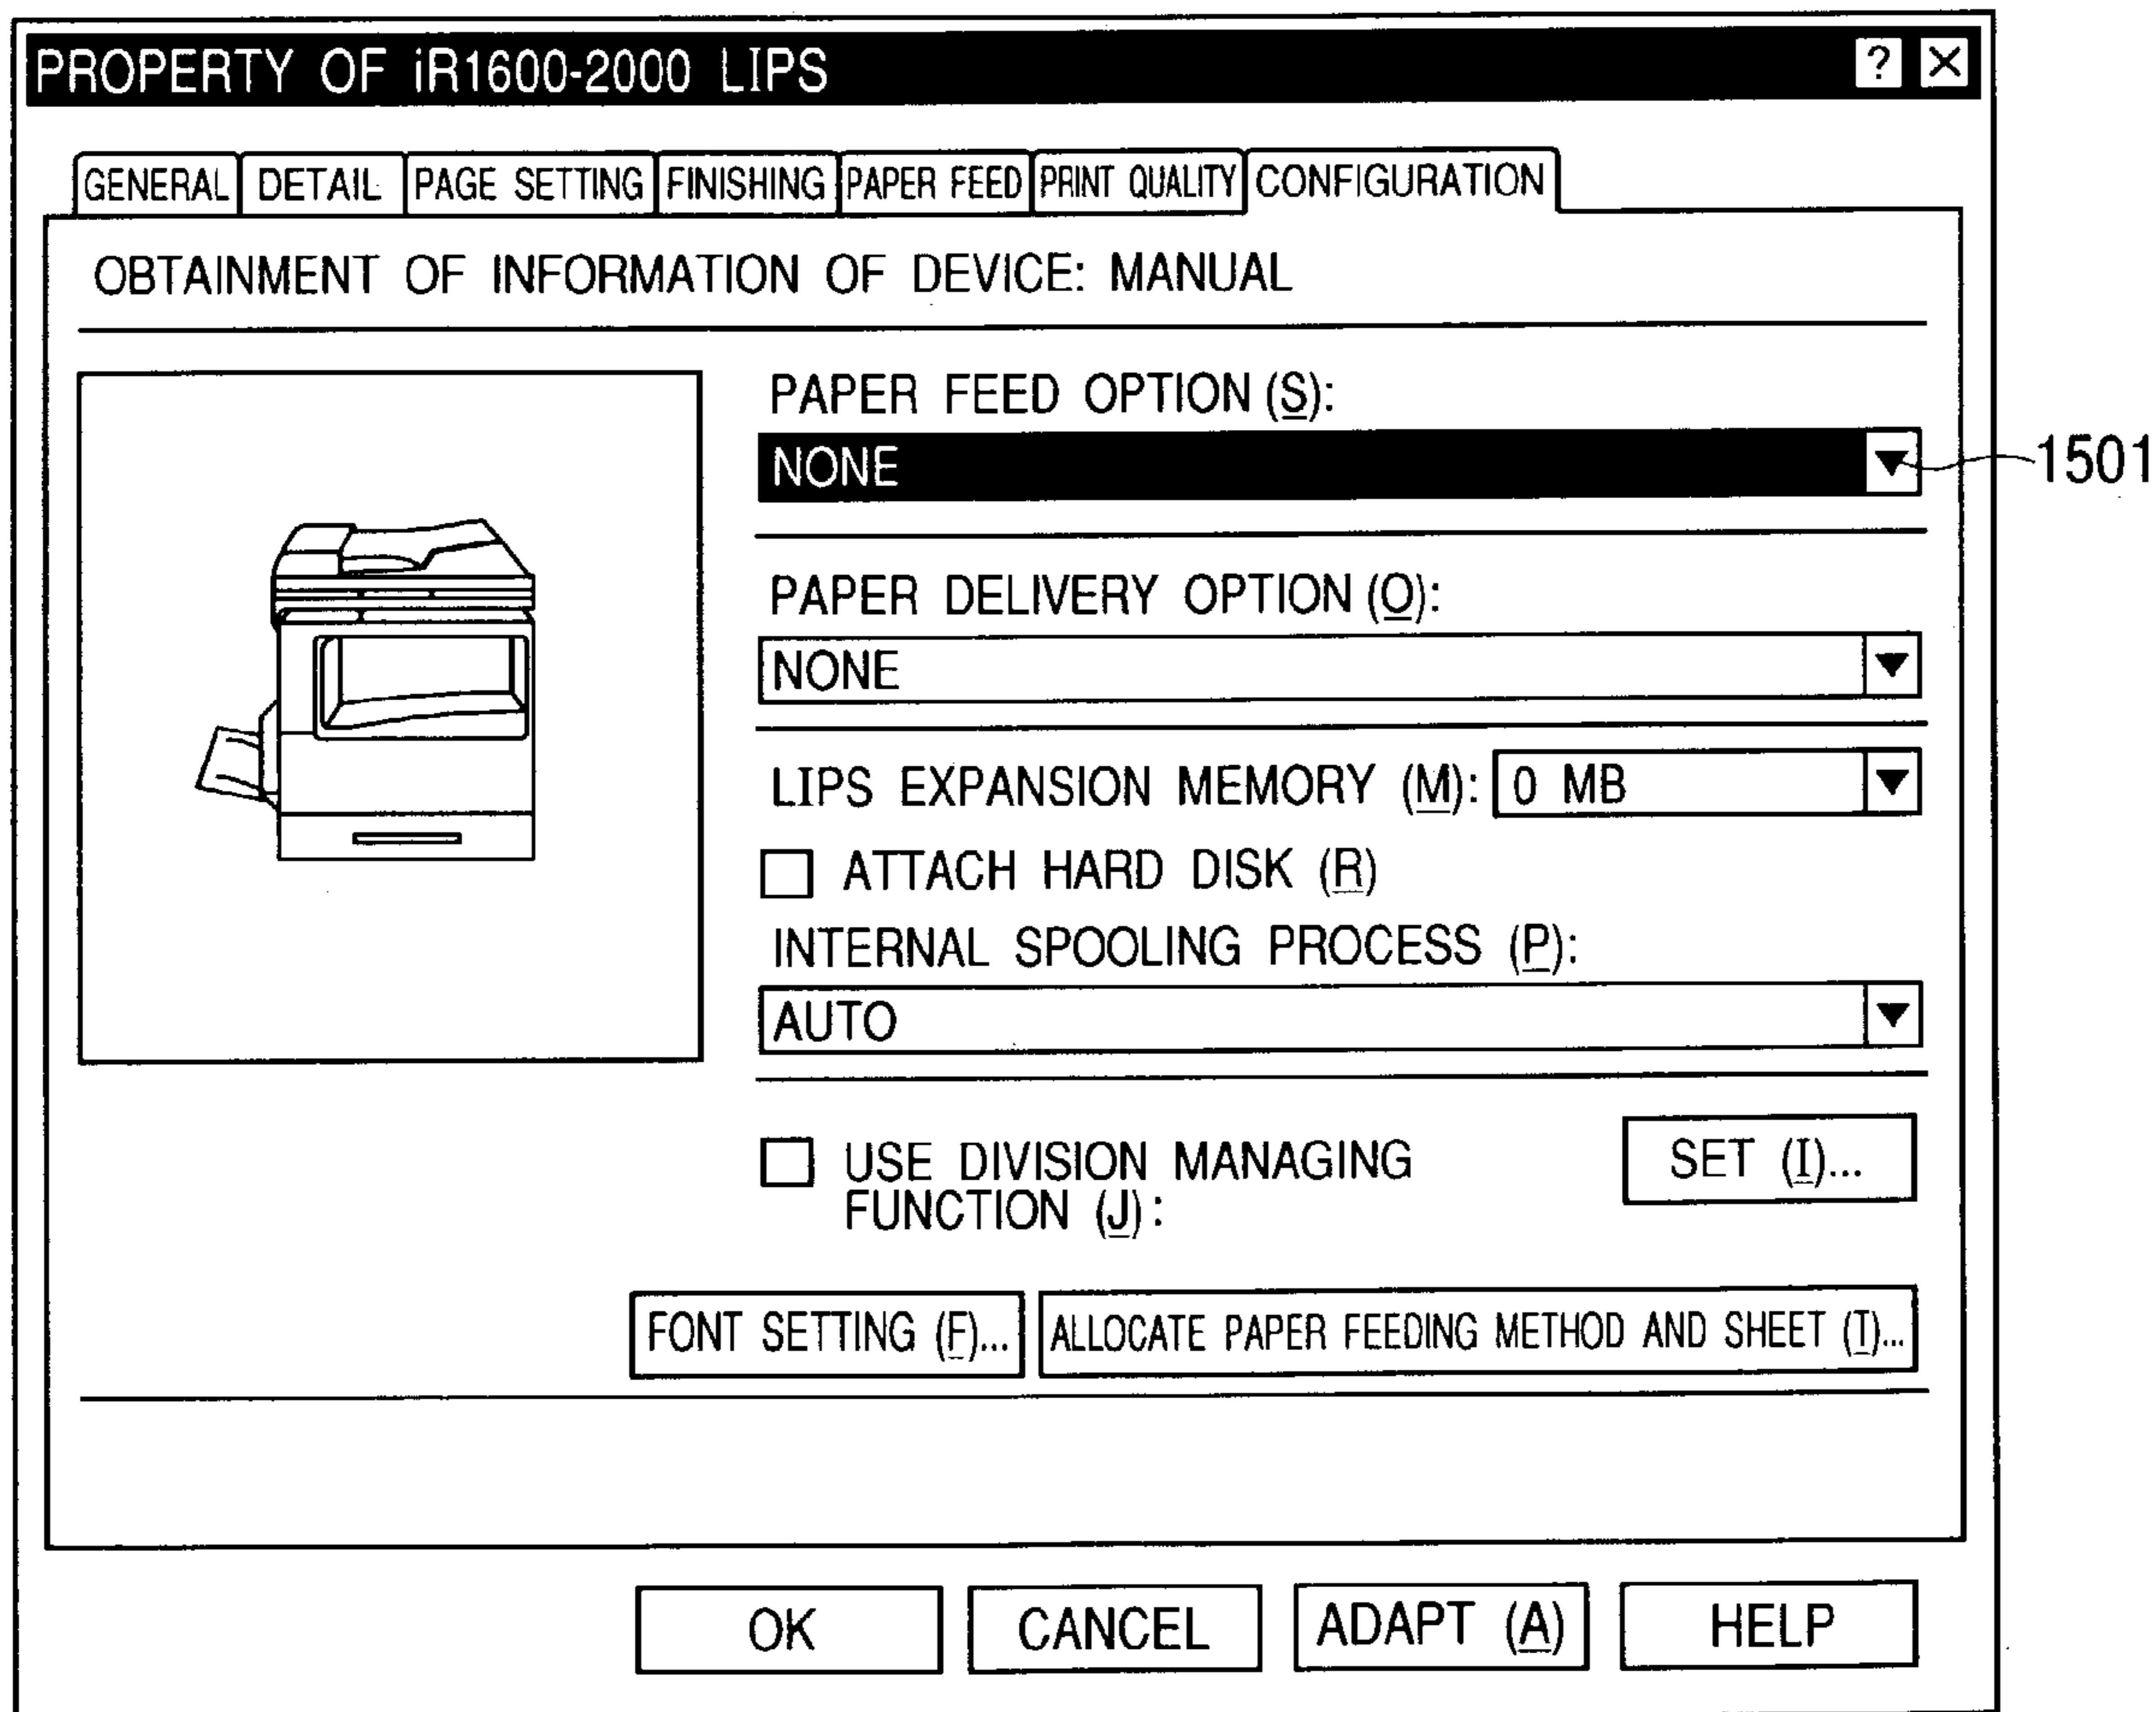 PROPERTY OF iR1600-2000 LIPS ? X
GENERAL DETAIL PAGE SETTING FINISHING PAPER FEED PRINT QUALITY CONFIGURATION
OBTAINMENT OF INFORMATION OF DEVICE: MANUAL
PAPER FEED OPTION (S):
NONE
1501
PAPER DELIVERY OPTION (O):
NONE
LIPS EXPANSION MEMORY (M): 0 MB
ATTACH HARD DISK (R)
INTERNAL SPOOLING PROCESS (P):
AUTO
USE DIVISION MANAGING
FUNCTION (J):
SET (I)...
FONT SETTING (F)... ALLOCATE PAPER FEEDING METHOD AND SHEET (T)...
OK CANCEL ADAPT (A) HELP